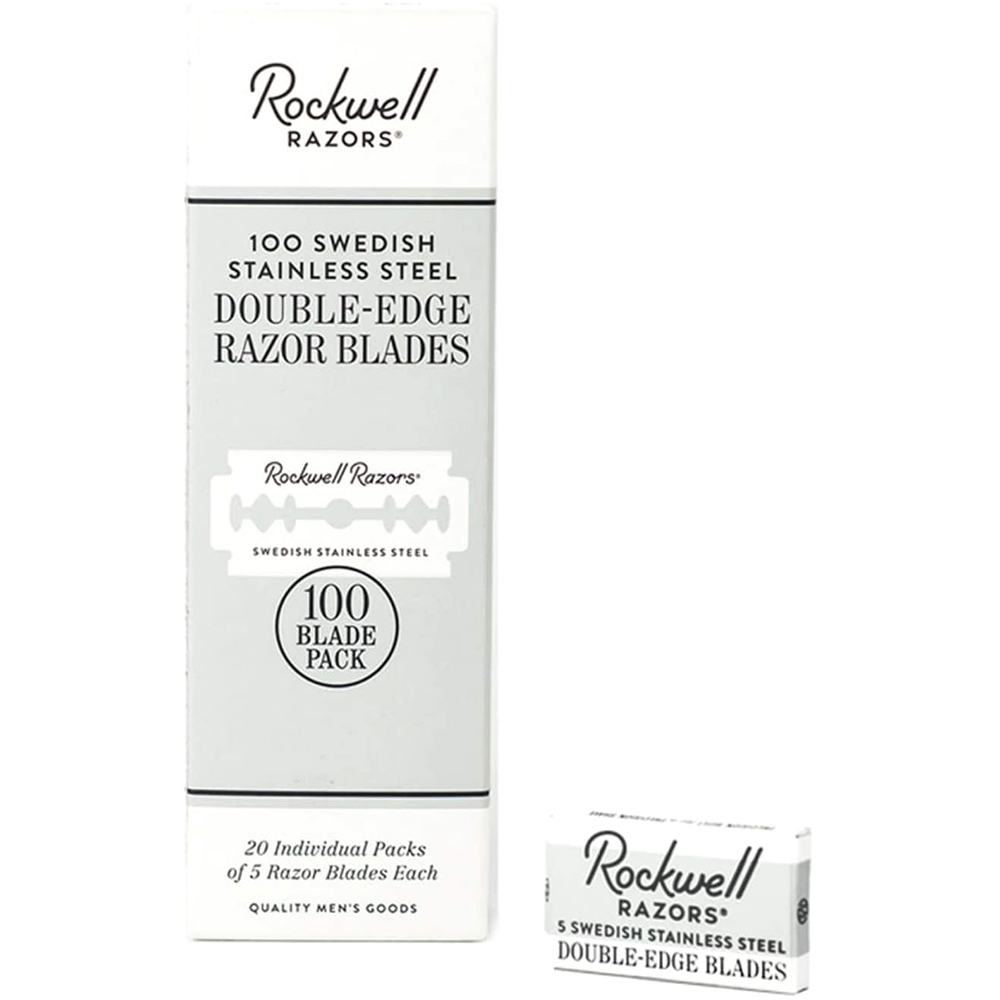 Rockwell
RAZORS®
100 SWEDISH
STAINLESS STEEL
DOUBLE-EDGE
RAZOR BLADES
Rockwell Razors®
SWEDISH STAINLESS STEEL
100
BLADE
PACK
20 Individual Packs
of 5 Razor Blades Each
QUALITY MEN'S GOODS
Rockwell
RAZORS®
5 SWEDISH STAINLESS STEEL
DOUBLE-EDGE BLADES